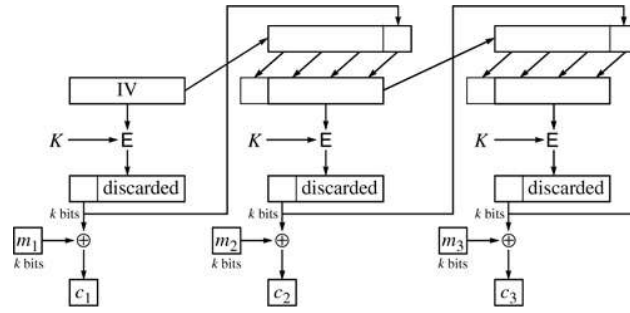 IV
K
E
K
E
K
E
discarded
discarded
discarded
k bits
k bits
k bits
m1
⊕
m2
⊕
m3
⊕
k bits
k bits
k bits
c1
c2
c3